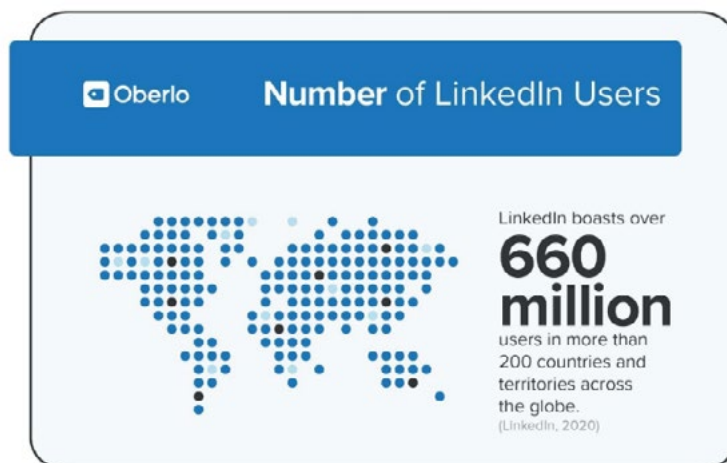 Oberlo
Number of LinkedIn Users
LinkedIn boasts over
660
million
users in more than
200 countries and
territories across
the globe.
(LinkedIn, 2020)